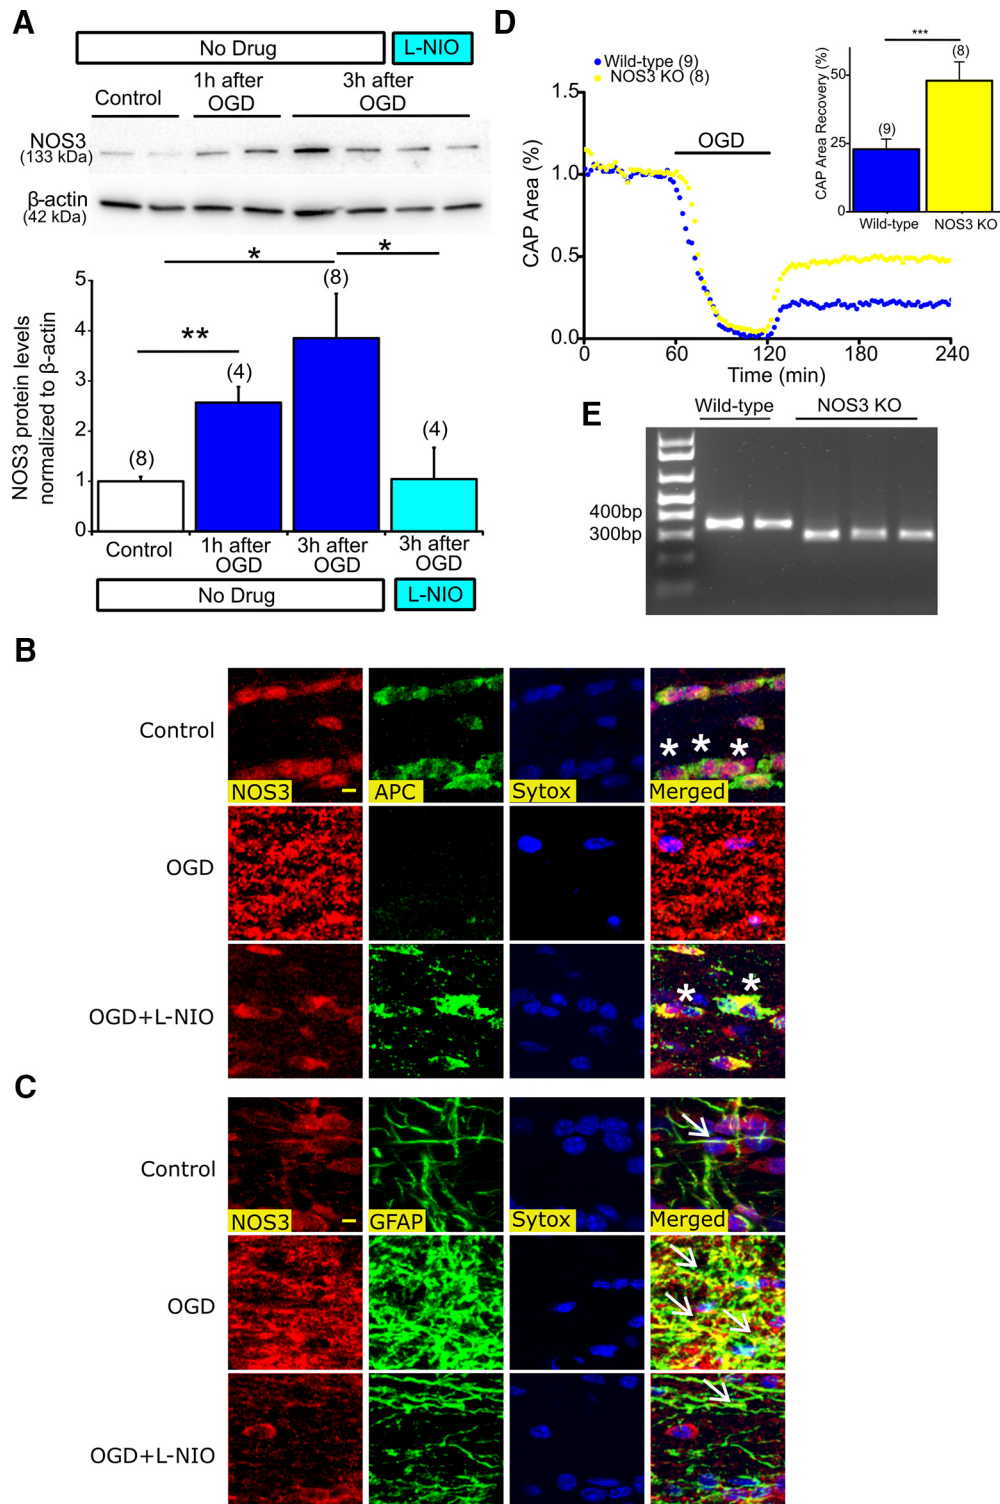 A
No Drug
L-NIO
Control
1h after
OGD
3h after
OGD
NOS3
(133 kDa)
β-actin
(42 kDa)
*
*
**
(8)
(4)
(8)
(4)
NOS3 protein levels
normalized to β-actin
5
4
3
2
1
0
Control
1h after
OGD
3h after
OGD
3h after
OGD
No Drug
L-NIO
D
Wild-type (9)
NOS3 KO (8)
OGD
CAP Area (%)
1.5
1.0
0.5
0.0
0
60
120
180
240
Time (min)
***
(9)
(8)
CAP Area Recovery (%)
50
25
0
Wild-type
NOS3 KO
E
Wild-type
NOS3 KO
400bp
300bp
B
Control
NOS3
APC
Sytox
Merged
* * *
OGD
OGD+L-NIO
* *
C
Control
NOS3
GFAP
Sytox
Merged
OGD
OGD+L-NIO